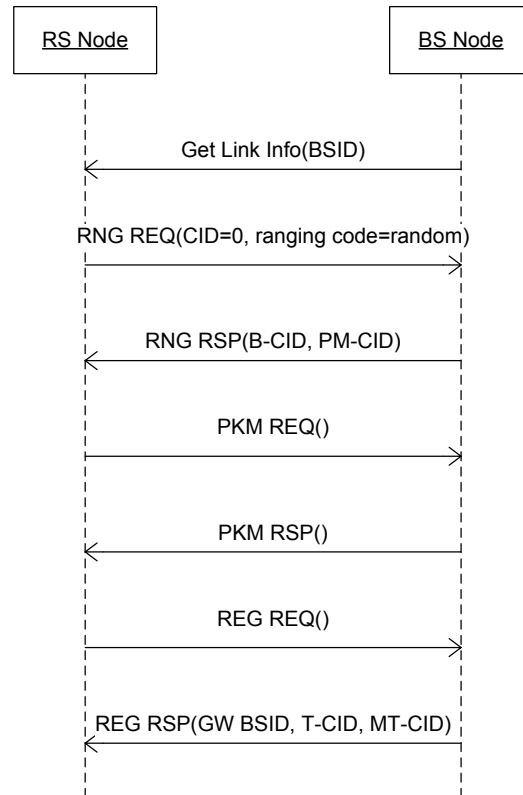 RS Node
BS Node
Get Link Info(BSID)
RNG REQ(CID=0, ranging code=random)
RNG RSP(B-CID, PM-CID)
PKM REQ()
PKM RSP()
REG REQ()
REG RSP(GW BSID, T-CID, MT-CID)